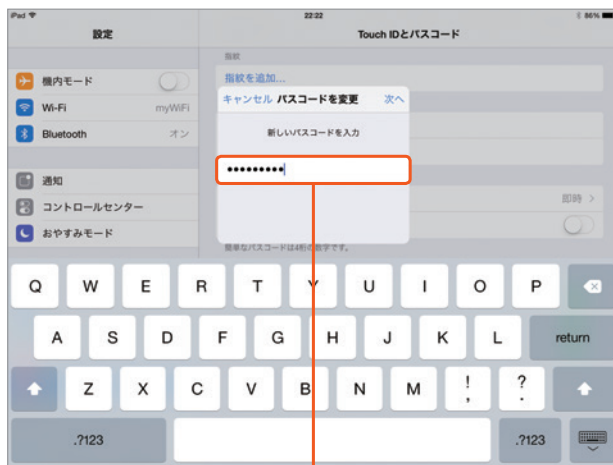 iPad 22:22 86%
設定
Touch IDとパスコード
指紋
指紋を追加...
機内モード
Wi-Fi myWiFi
Bluetooth オン
キャンセル パスコードを変更 次へ
新しいパスコードを入力
•••••••••
通知
コントロールセンター
おやすみモード
即時 >
簡単なパスコードは4桁の数字です。
Q W E R T Y U I O P
A S D F G H J K L return
Z X C V B N M ! , ? .
.?123 .?123